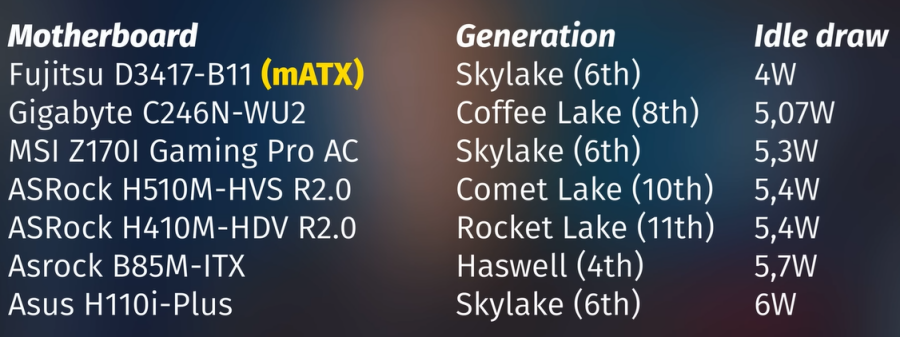 Motherboard Generation Idle draw
Fujitsu D3417-B11 (mATX) Skylake (6th) 4W
Gigabyte C246N-WU2 Coffee Lake (8th) 5,07W
MSI Z170I Gaming Pro AC Skylake (6th) 5,3W
ASRock H510M-HVS R2.0 Comet Lake (10th) 5,4W
ASRock H410M-HDV R2.0 Rocket Lake (11th) 5,4W
Asrock B85M-ITX Haswell (4th) 5,7W
Asus H110i-Plus Skylake (6th) 6W